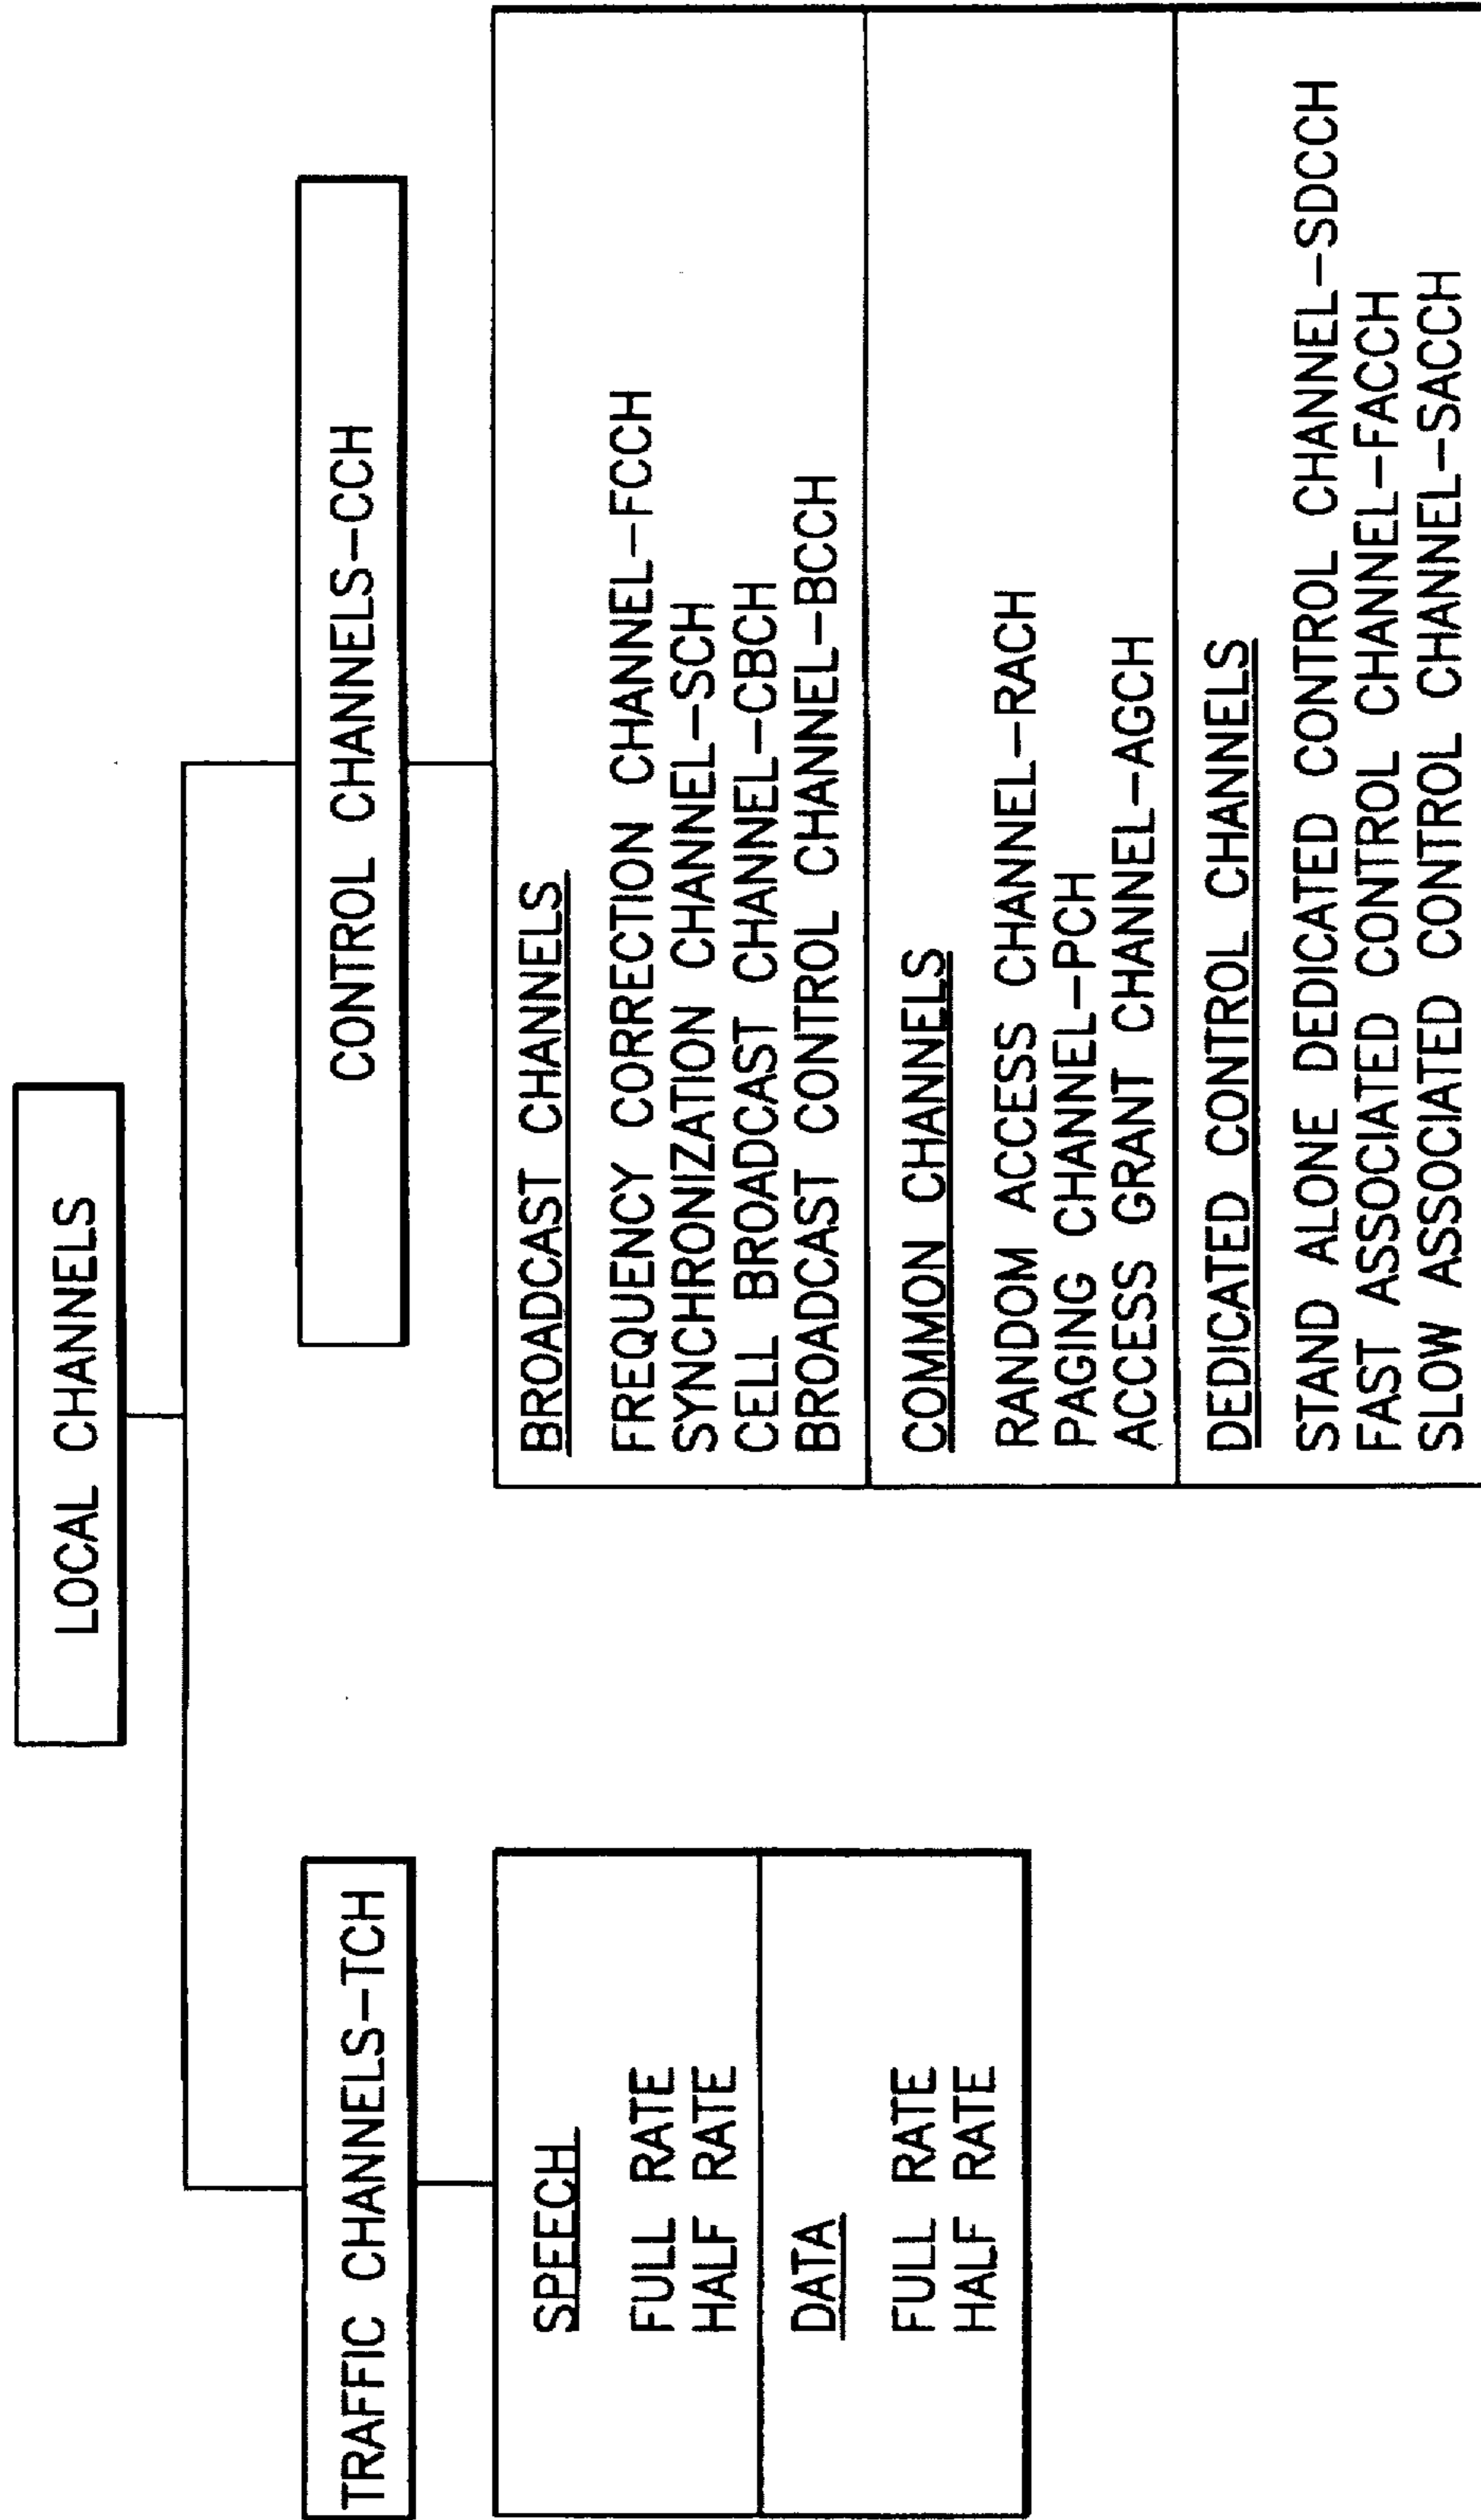 LOCAL CHANNELS
TRAFFIC CHANNELS-TCH
SPEECH
FULL RATE
HALF RATE
DATA
FULL RATE
HALF RATE
CONTROL CHANNELS-CCH
BROADCAST CHANNELS
FREQUENCY CORRECTION CHANNEL-FCCH
SYNCHRONIZATION CHANNEL-SCH
CELL BROADCAST CHANNEL-CBCH
BROADCAST CONTROL CHANNEL-BCCH
COMMON CHANNELS
RANDOM ACCESS CHANNEL-RACH
PAGING CHANNEL-PCH
ACCESS GRANT CHANNEL-AGCH
DEDICATED CONTROL CHANNELS
STAND ALONE DEDICATED CONTROL CHANNEL-SDCCH
FAST ASSOCIATED CONTROL CHANNEL-FACCH
SLOW ASSOCIATED CONTROL CHANNEL-SACCH